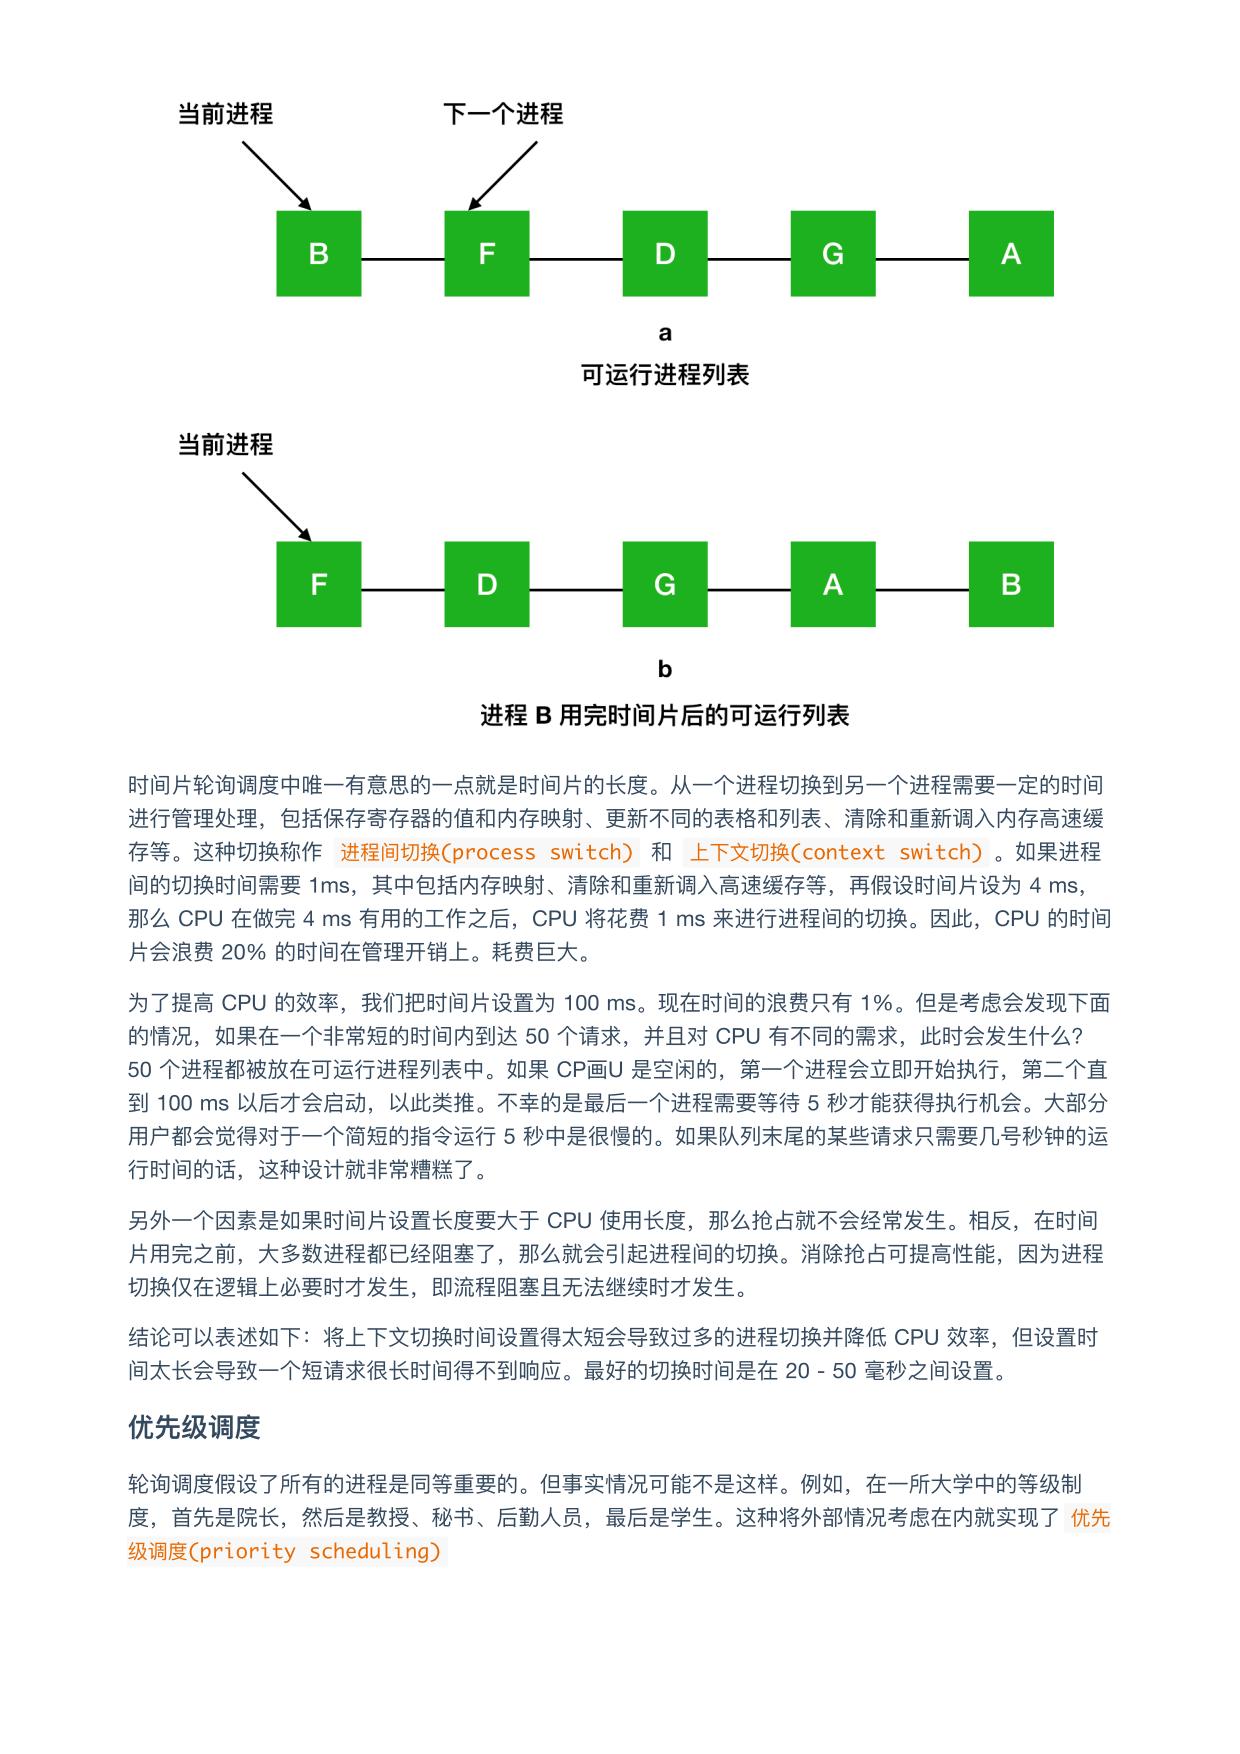 当前进程 下一个进程
B F D G A
a
可运行进程列表
当前进程
F D G A B
b
进程 B 用完时间片后的可运行列表
时间片轮询调度中唯一有意思的一点就是时间片的长度。从一个进程切换到另一个进程需要一定的时间
进行管理处理，包括保存寄存器的值和内存映射、更新不同的表格和列表、清除和重新调入内存高速缓
存等。这种切换称作 进程间切换(process switch) 和 上下文切换(context switch) 。如果进程
间的切换时间需要 1ms，其中包括内存映射、清除和重新调入高速缓存等，再假设时间片设为 4 ms，
那么 CPU 在做完 4 ms 有用的工作之后，CPU 将花费 1 ms 来进行进程间的切换。因此，CPU 的时间
片会浪费 20% 的时间在管理开销上。耗费巨大。
为了提高 CPU 的效率，我们把时间片设置为 100 ms。现在时间的浪费只有 1%。但是考虑会发现下面
的情况，如果在一个非常短的时间内到达 50 个请求，并且对 CPU 有不同的需求，此时会发生什么？
50 个进程都被放在可运行进程列表中。如果 CP画U 是空闲的，第一个进程会立即开始执行，第二个直
到 100 ms 以后才会启动，以此类推。不幸的是最后一个进程需要等待 5 秒才能获得执行机会。大部分
用户都会觉得对于一个简短的指令运行 5 秒中是很慢的。如果队列末尾的某些请求只需要几号秒钟的运
行时间的话，这种设计就非常糟糕了。
另外一个因素是如果时间片设置长度要大于 CPU 使用长度，那么抢占就不会经常发生。相反，在时间
片用完之前，大多数进程都已经阻塞了，那么就会引起进程间的切换。消除抢占可提高性能，因为进程
切换仅在逻辑上必要时才发生，即流程阻塞且无法继续时才发生。
结论可以表述如下：将上下文切换时间设置得太短会导致过多的进程切换并降低 CPU 效率，但设置时
间太长会导致一个短请求很长时间得不到响应。最好的切换时间是在 20 - 50 毫秒之间设置。
优先级调度
轮询调度假设了所有的进程是同等重要的。但事实情况可能不是这样。例如，在一所大学中的等级制
度，首先是院长，然后是教授、秘书、后勤人员，最后是学生。这种将外部情况考虑在内就实现了 优先
级调度(priority scheduling)